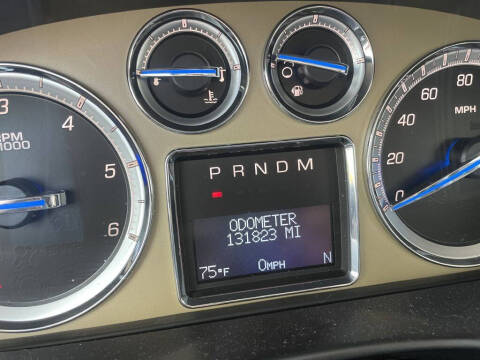 3
4
5
6
RPM
x1000
P R N D M
ODOMETER
131823 MI
75°F
0MPH
N
0
20
40
60
80
MPH